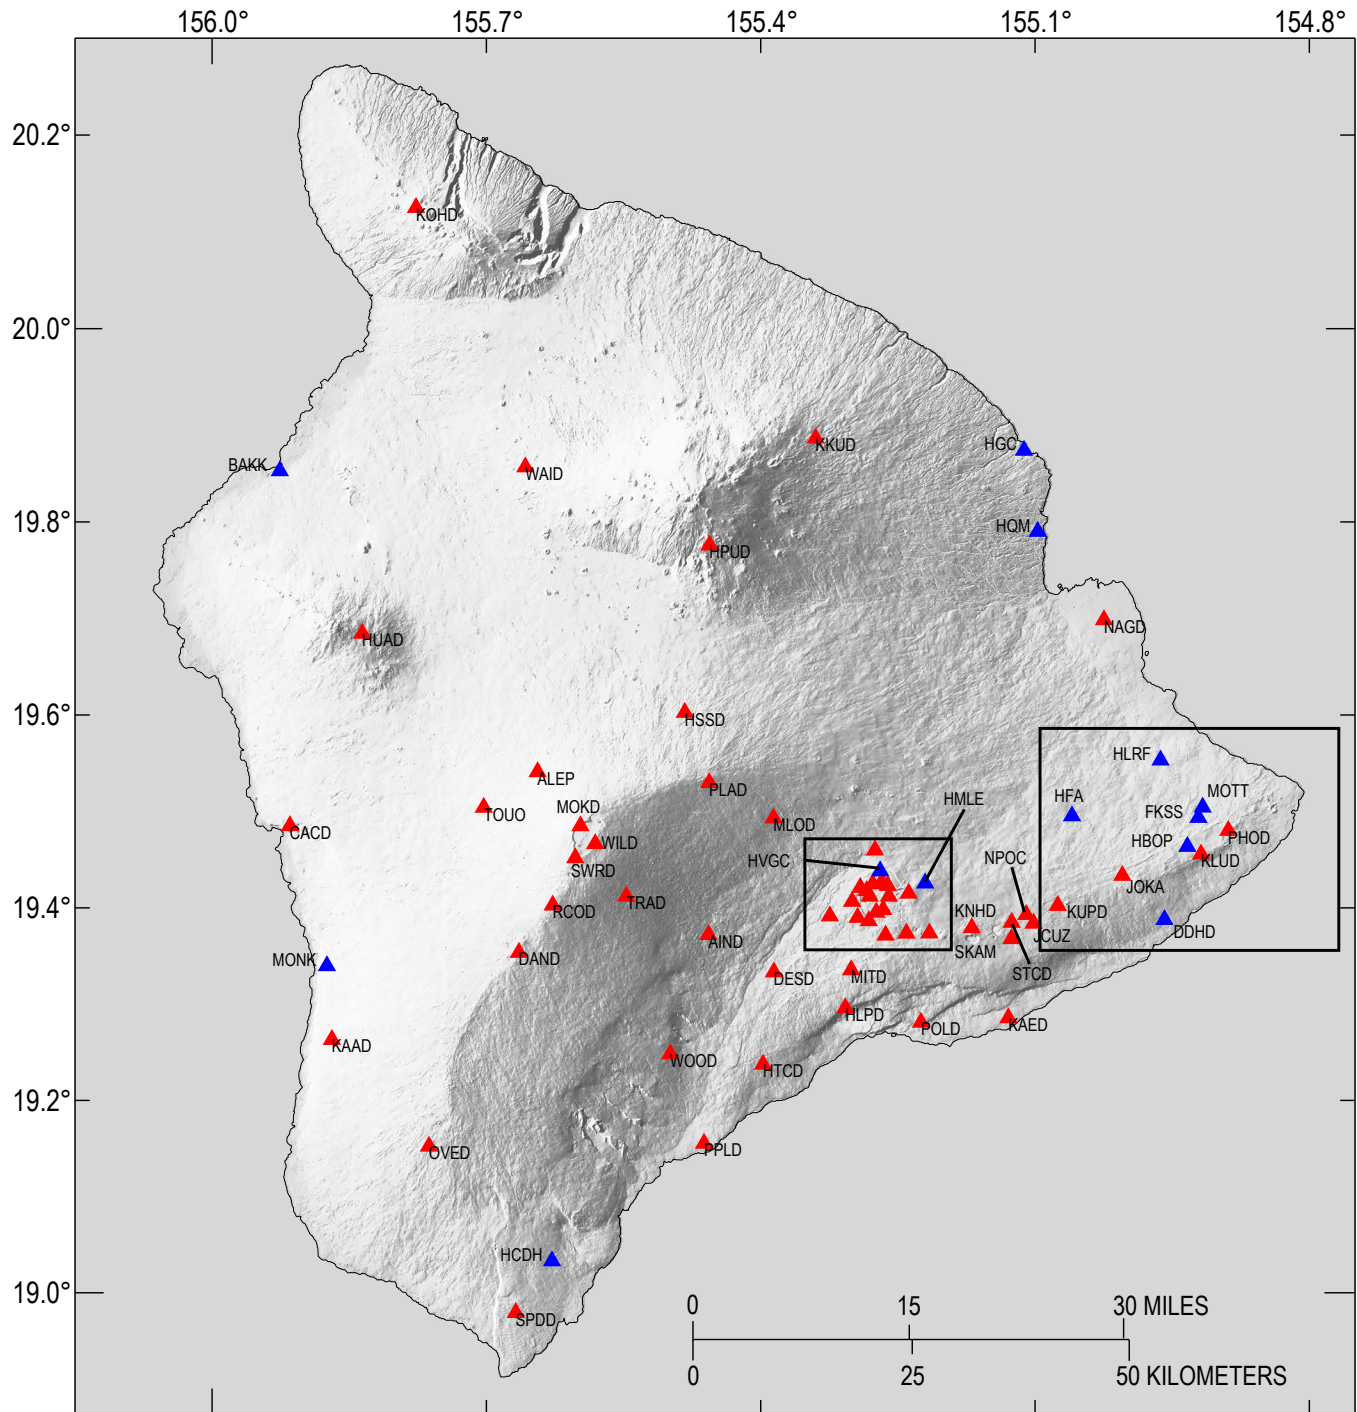 156.0° 155.7° 155.4° 155.1° 154.8°
20.2°
KOHD
20.0°
KKUD
HGC
BAKK
WAID
19.8°
HQM
HPUD
NAGD
HUAD
19.6°
HSSD
HLRF
ALEP
PLAD
HMLE
HFA
MOTT
TOUO
MOKD
MLOD
FKSS
CACD
WILD
PHOD
HBOP
HVGC
NPOC
KLUD
SWRD
JOKA
19.4°
RCOD
TRAD
KNHD
KUPD
AIND
JCUZ
DDHD
MONK
DAND
SKAM
DESD
MITD
STCD
HLPD
POLD
KAED
KAAD
WOOD
HTCD
19.2°
OVED
PPLD
HCDH
19.0°
SPDD
0 15 30 MILES
0 25 50 KILOMETERS